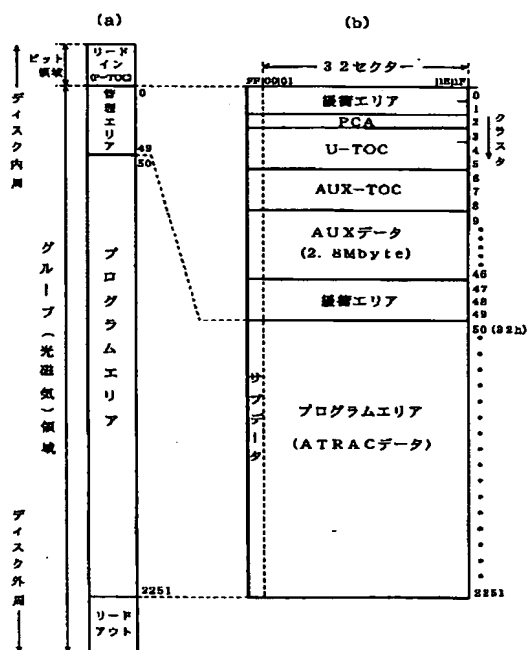 (a)
(b)
ピット
領域
リード
イン
(P-TOC)
管理エリア
0
49
50
プログラムエリア
2251
リード
アウト
ディスク内周
ディスク外周
グルーブ(光磁気)領域
32セクター
FF 00 01
1E 1F
緩衝エリア
PCA
U-TOC
AUX-TOC
AUXデータ
(2.8Mbyte)
緩衝エリア
サブデータ
プログラムエリア
(ATRACデータ)
0
1
2
3
4
5
6
7
8
9
46
47
48
49
50(32h)
2251
クラスタ